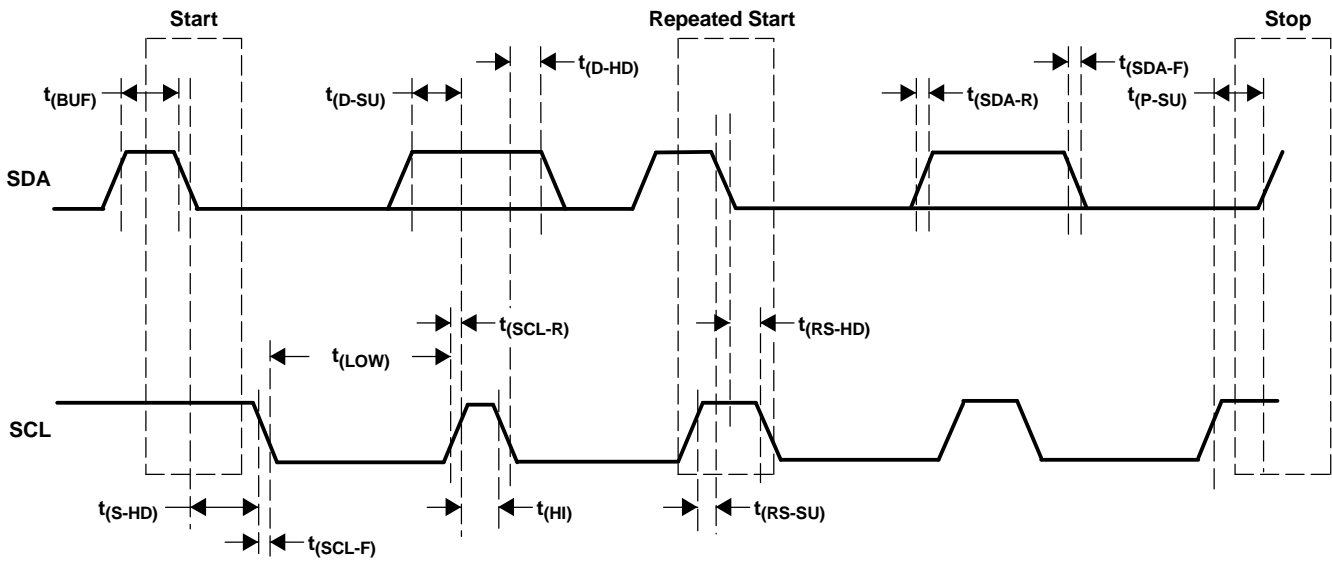 Start
Repeated Start
Stop
t(BUF)
t(D-SU)
t(D-HD)
t(SDA-R)
t(SDA-F)
t(P-SU)
SDA
t(SCL-R)
t(RS-HD)
t(LOW)
SCL
t(S-HD)
t(HI)
t(RS-SU)
t(SCL-F)